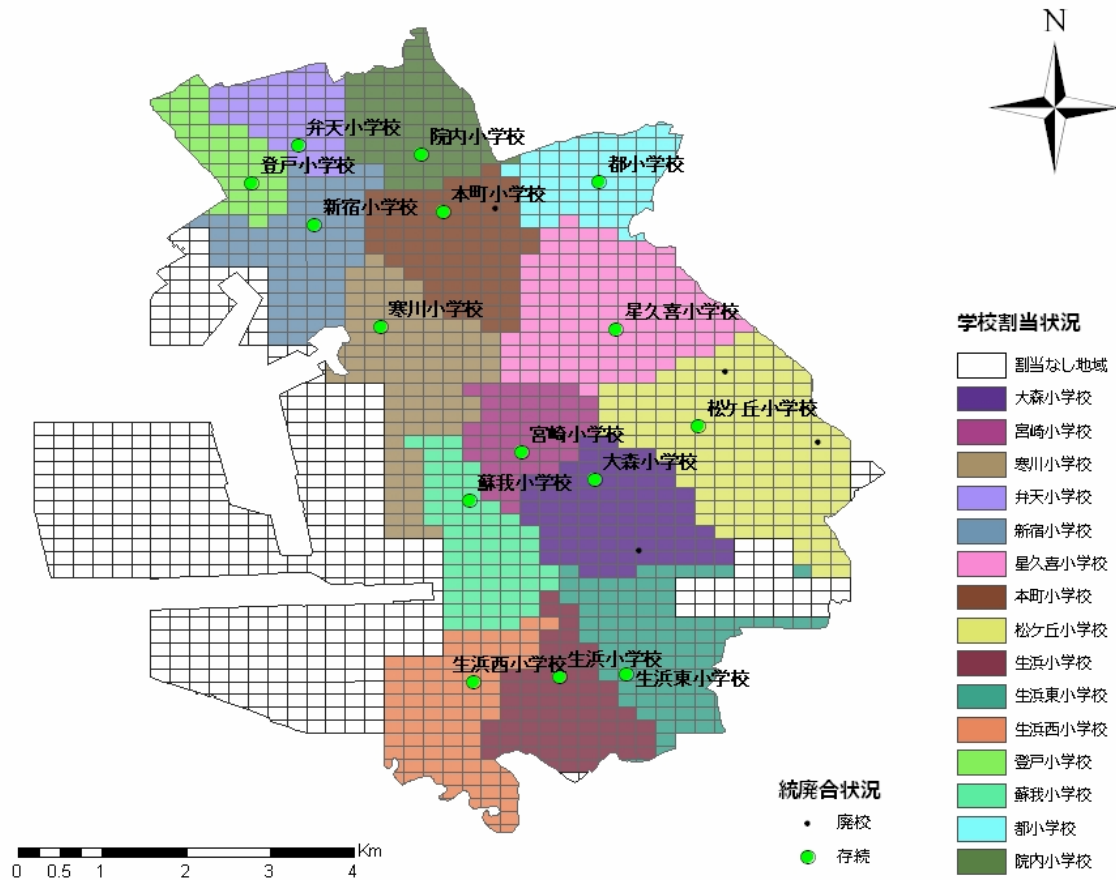 N
弁天小学校
院内小学校
登戸小学校
都小学校
本町小学校
新宿小学校
寒川小学校
星久喜小学校
松ケ丘小学校
宮崎小学校
大森小学校
蘇我小学校
生浜西小学校
生浜小学校
生浜東小学校
学校割当状況
割当なし地域
大森小学校
宮崎小学校
寒川小学校
弁天小学校
新宿小学校
星久喜小学校
本町小学校
松ケ丘小学校
生浜小学校
生浜東小学校
生浜西小学校
登戸小学校
蘇我小学校
都小学校
院内小学校
統廃合状況
廃校
存続
Km
0 0.5 1 2 3 4